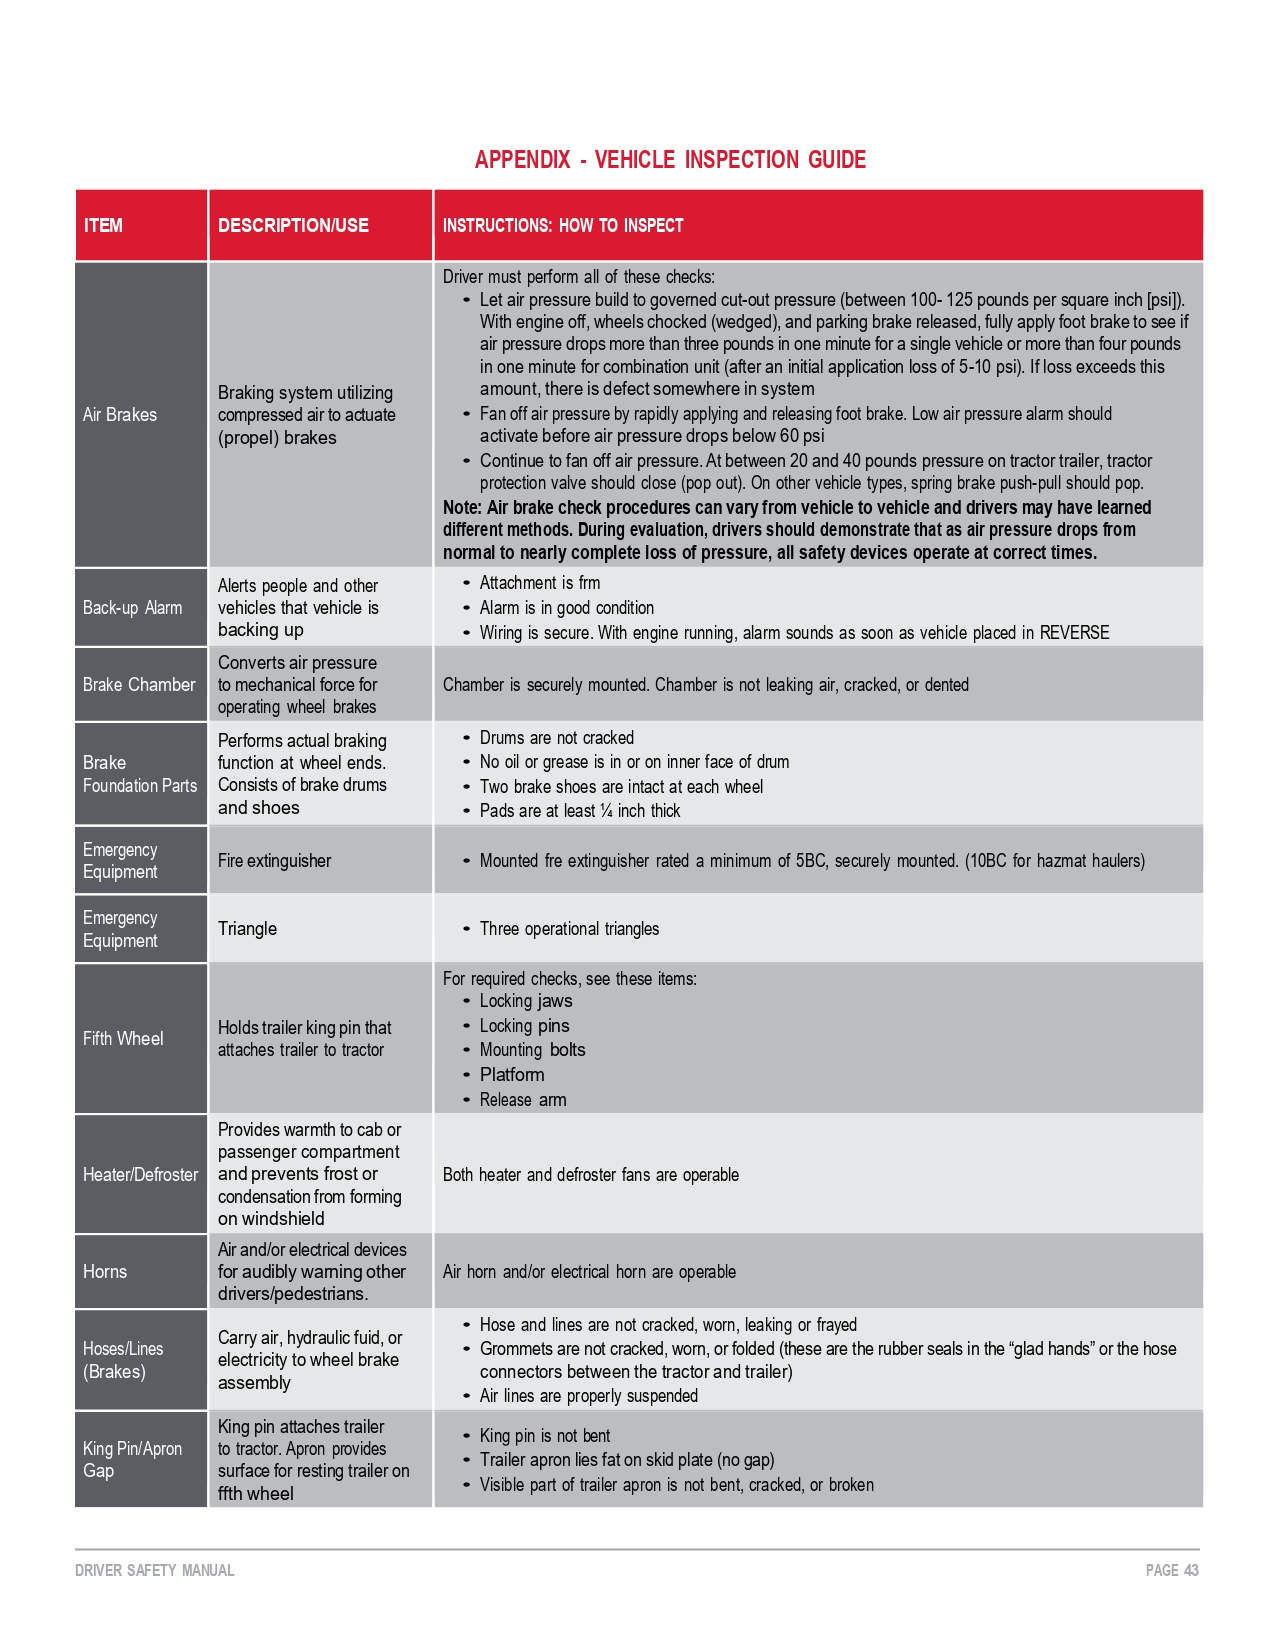 APPENDIX - VEHICLE INSPECTION GUIDE
ITEM
DESCRIPTION/USE
INSTRUCTIONS: HOW TO INSPECT
Air Brakes
Braking system utilizing
compressed air to actuate
(propel) brakes
Driver must perform all of these checks:
• Let air pressure build to governed cut-out pressure (between 100- 125 pounds per square inch [psi]).
With engine off, wheels chocked (wedged), and parking brake released, fully apply foot brake to see if
air pressure drops more than three pounds in one minute for a single vehicle or more than four pounds
in one minute for combination unit (after an initial application loss of 5-10 psi). If loss exceeds this
amount, there is defect somewhere in system
• Fan off air pressure by rapidly applying and releasing foot brake. Low air pressure alarm should
activate before air pressure drops below 60 psi
• Continue to fan off air pressure. At between 20 and 40 pounds pressure on tractor trailer, tractor
protection valve should close (pop out). On other vehicle types, spring brake push-pull should pop.
Note: Air brake check procedures can vary from vehicle to vehicle and drivers may have learned
different methods. During evaluation, drivers should demonstrate that as air pressure drops from
normal to nearly complete loss of pressure, all safety devices operate at correct times.
Back-up Alarm
Alerts people and other
vehicles that vehicle is
backing up
• Attachment is frm
• Alarm is in good condition
• Wiring is secure. With engine running, alarm sounds as soon as vehicle placed in REVERSE
Brake Chamber
Converts air pressure
to mechanical force for
operating wheel brakes
Chamber is securely mounted. Chamber is not leaking air, cracked, or dented
Brake
Foundation Parts
Performs actual braking
function at wheel ends.
Consists of brake drums
and shoes
• Drums are not cracked
• No oil or grease is in or on inner face of drum
• Two brake shoes are intact at each wheel
• Pads are at least ¼ inch thick
Emergency
Equipment
Fire extinguisher
• Mounted fre extinguisher rated a minimum of 5BC, securely mounted. (10BC for hazmat haulers)
Emergency
Equipment
Triangle
• Three operational triangles
Fifth Wheel
Holds trailer king pin that
attaches trailer to tractor
For required checks, see these items:
• Locking jaws
• Locking pins
• Mounting bolts
• Platform
• Release arm
Heater/Defroster
Provides warmth to cab or
passenger compartment
and prevents frost or
condensation from forming
on windshield
Both heater and defroster fans are operable
Horns
Air and/or electrical devices
for audibly warning other
drivers/pedestrians.
Air horn and/or electrical horn are operable
Hoses/Lines
(Brakes)
Carry air, hydraulic fuid, or
electricity to wheel brake
assembly
• Hose and lines are not cracked, worn, leaking or frayed
• Grommets are not cracked, worn, or folded (these are the rubber seals in the “glad hands” or the hose
connectors between the tractor and trailer)
• Air lines are properly suspended
King Pin/Apron
Gap
King pin attaches trailer
to tractor. Apron provides
surface for resting trailer on
ffth wheel
• King pin is not bent
• Trailer apron lies fat on skid plate (no gap)
• Visible part of trailer apron is not bent, cracked, or broken
DRIVER SAFETY MANUAL
PAGE 43